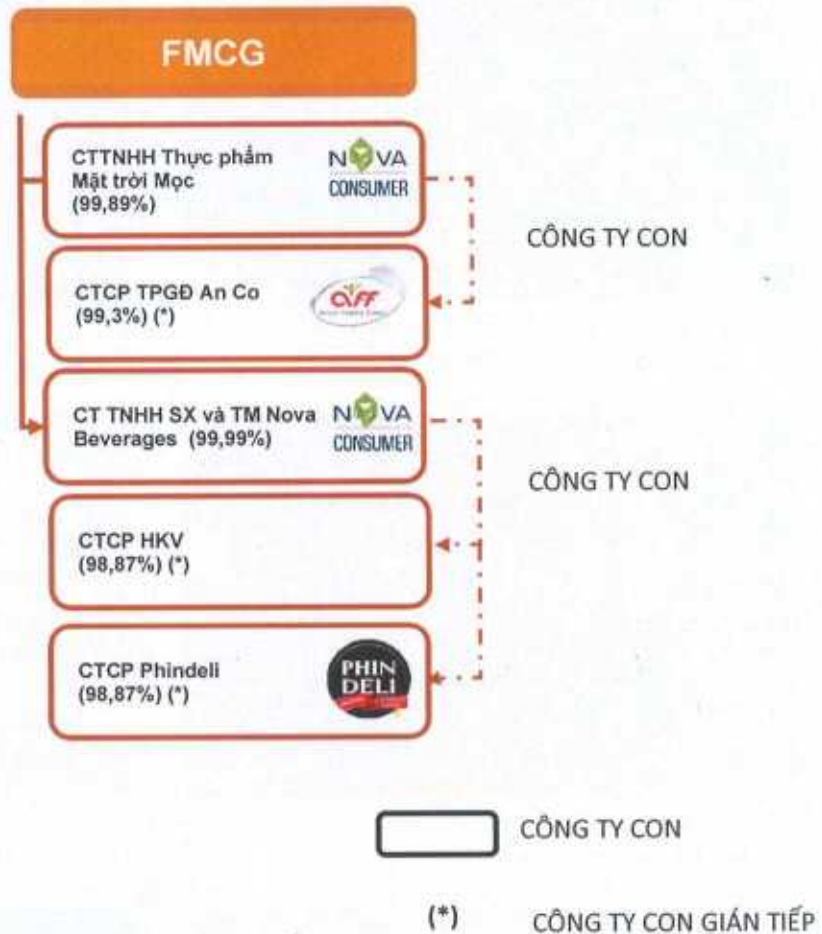 FMCG
CTTNHH Thực phẩm
Mặt trời Mọc
(99,89%)
NOVA
CONSUMER
CÔNG TY CON
CTCP TPGĐ An Co
(99,3%) (*)
aff
CT TNHH SX và TM Nova
Beverages (99,99%)
NOVA
CONSUMER
CÔNG TY CON
CTCP HKV
(98,87%) (*)
CTCP Phindeli
(98,87%) (*)
PHIN
DELI
CÔNG TY CON
(*) CÔNG TY CON GIÁN TIẾP